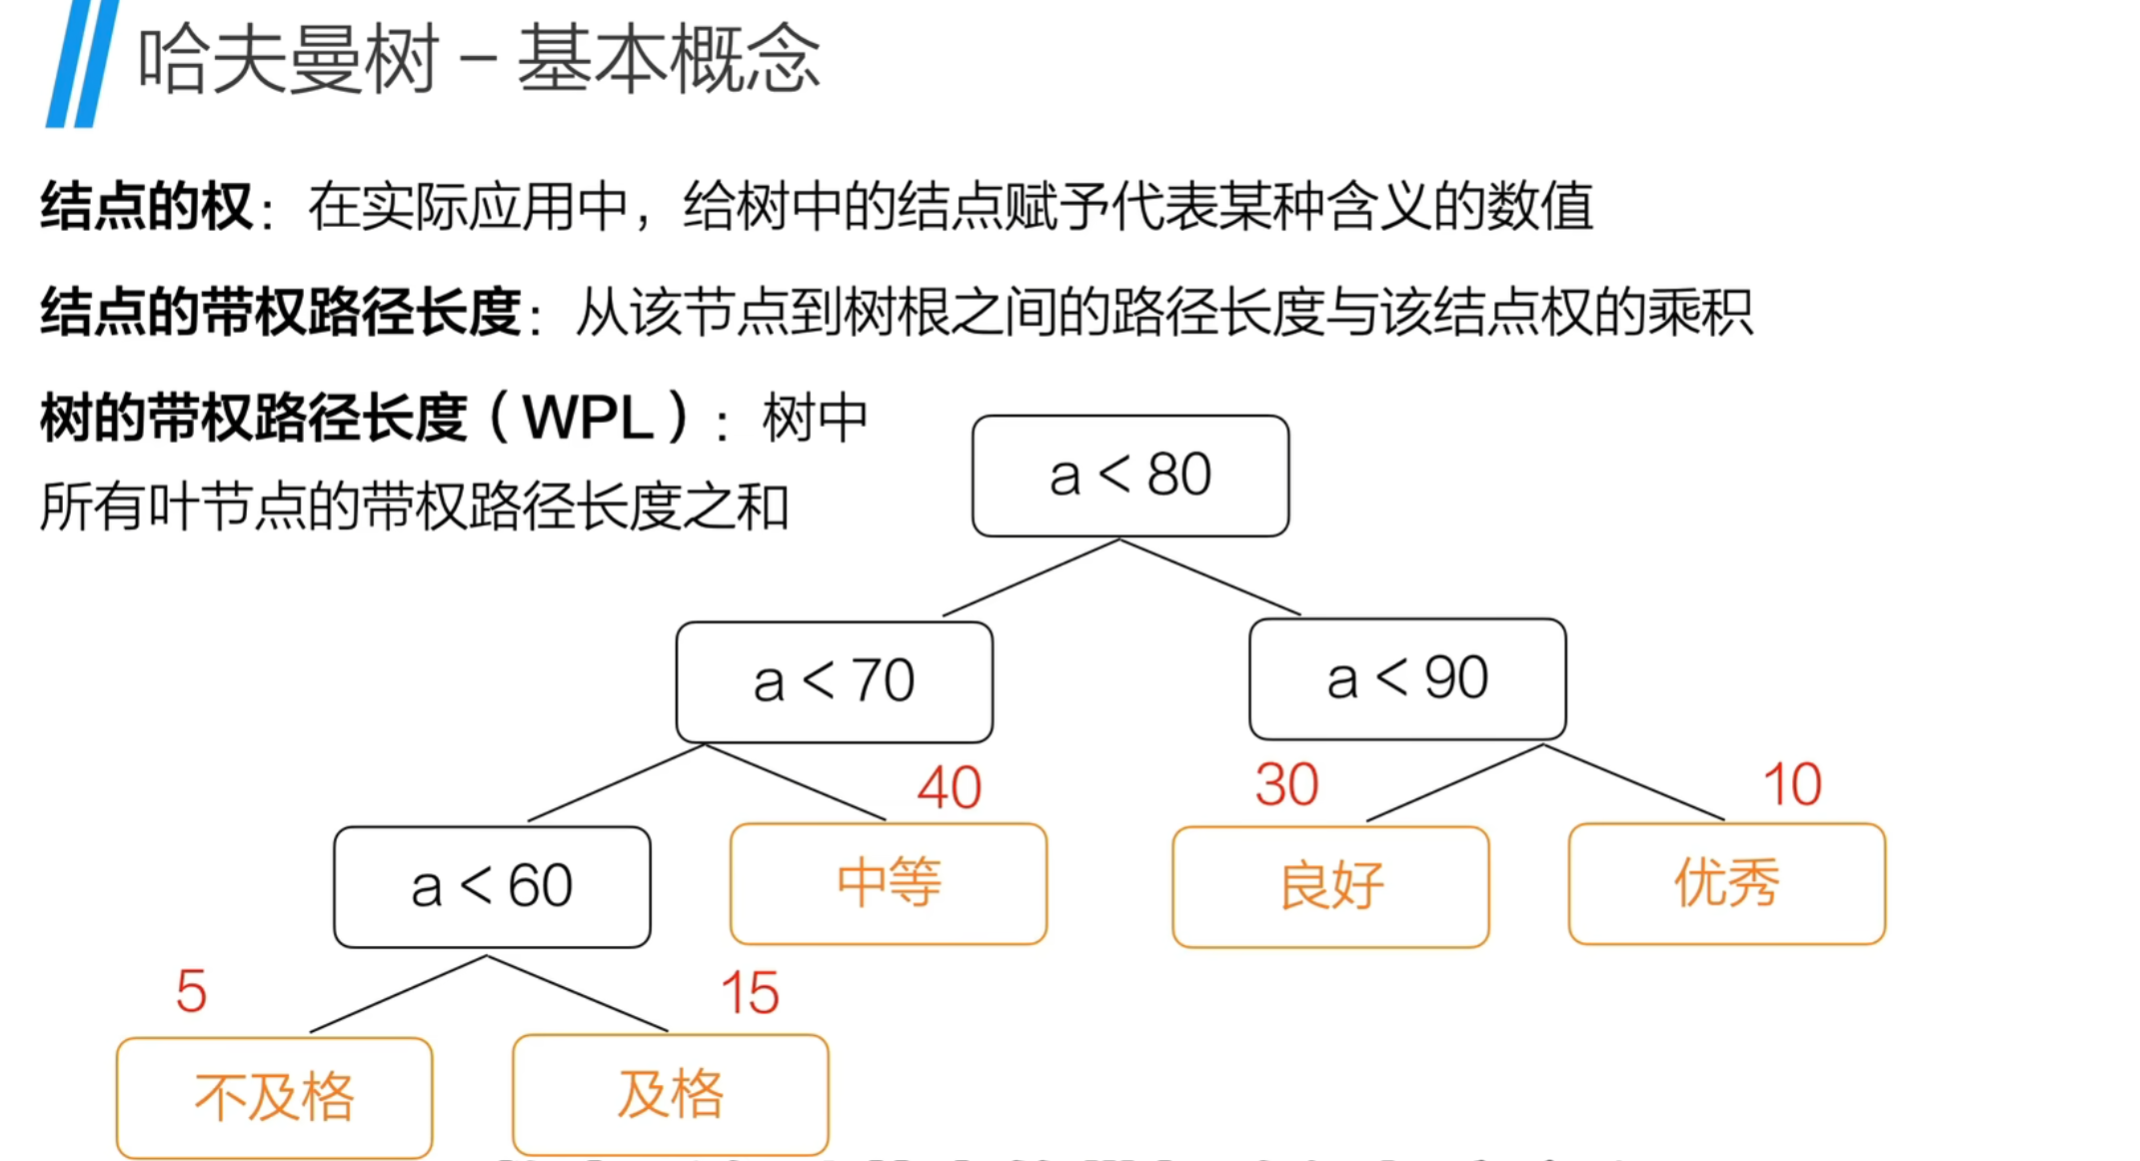 哈夫曼树 – 基本概念
结点的权：在实际应用中，给树中的结点赋予代表某种含义的数值
结点的带权路径长度：从该节点到树根之间的路径长度与该结点权的乘积
树的带权路径长度（WPL）：树中
所有叶节点的带权路径长度之和
a < 80
a < 70
a < 90
40
30
10
a < 60
中等
良好
优秀
5
15
不及格
及格